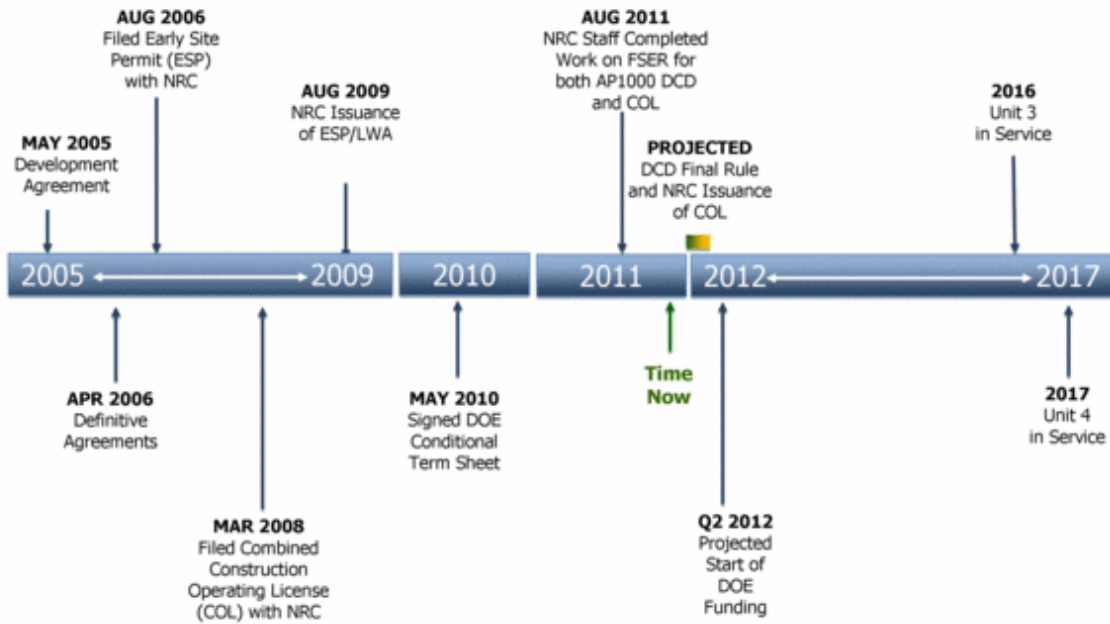 AUG 2006
Filed Early Site
Permit (ESP)
with NRC
AUG 2011
NRC Staff Completed
Work on FSER for
both AP1000 DCD
and COL
AUG 2009
NRC Issuance
of ESP/LWA
2016
Unit 3
in Service
MAY 2005
Development
Agreement
PROJECTED
DCD Final Rule
and NRC Issuance
of COL
2005
2009
2010
2011
2012
2017
APR 2006
Definitive
Agreements
MAY 2010
Signed DOE
Conditional
Term Sheet
Time
Now
2017
Unit 4
in Service
MAR 2008
Filed Combined
Construction
Operating License
(COL) with NRC
Q2 2012
Projected
Start of
DOE
Funding